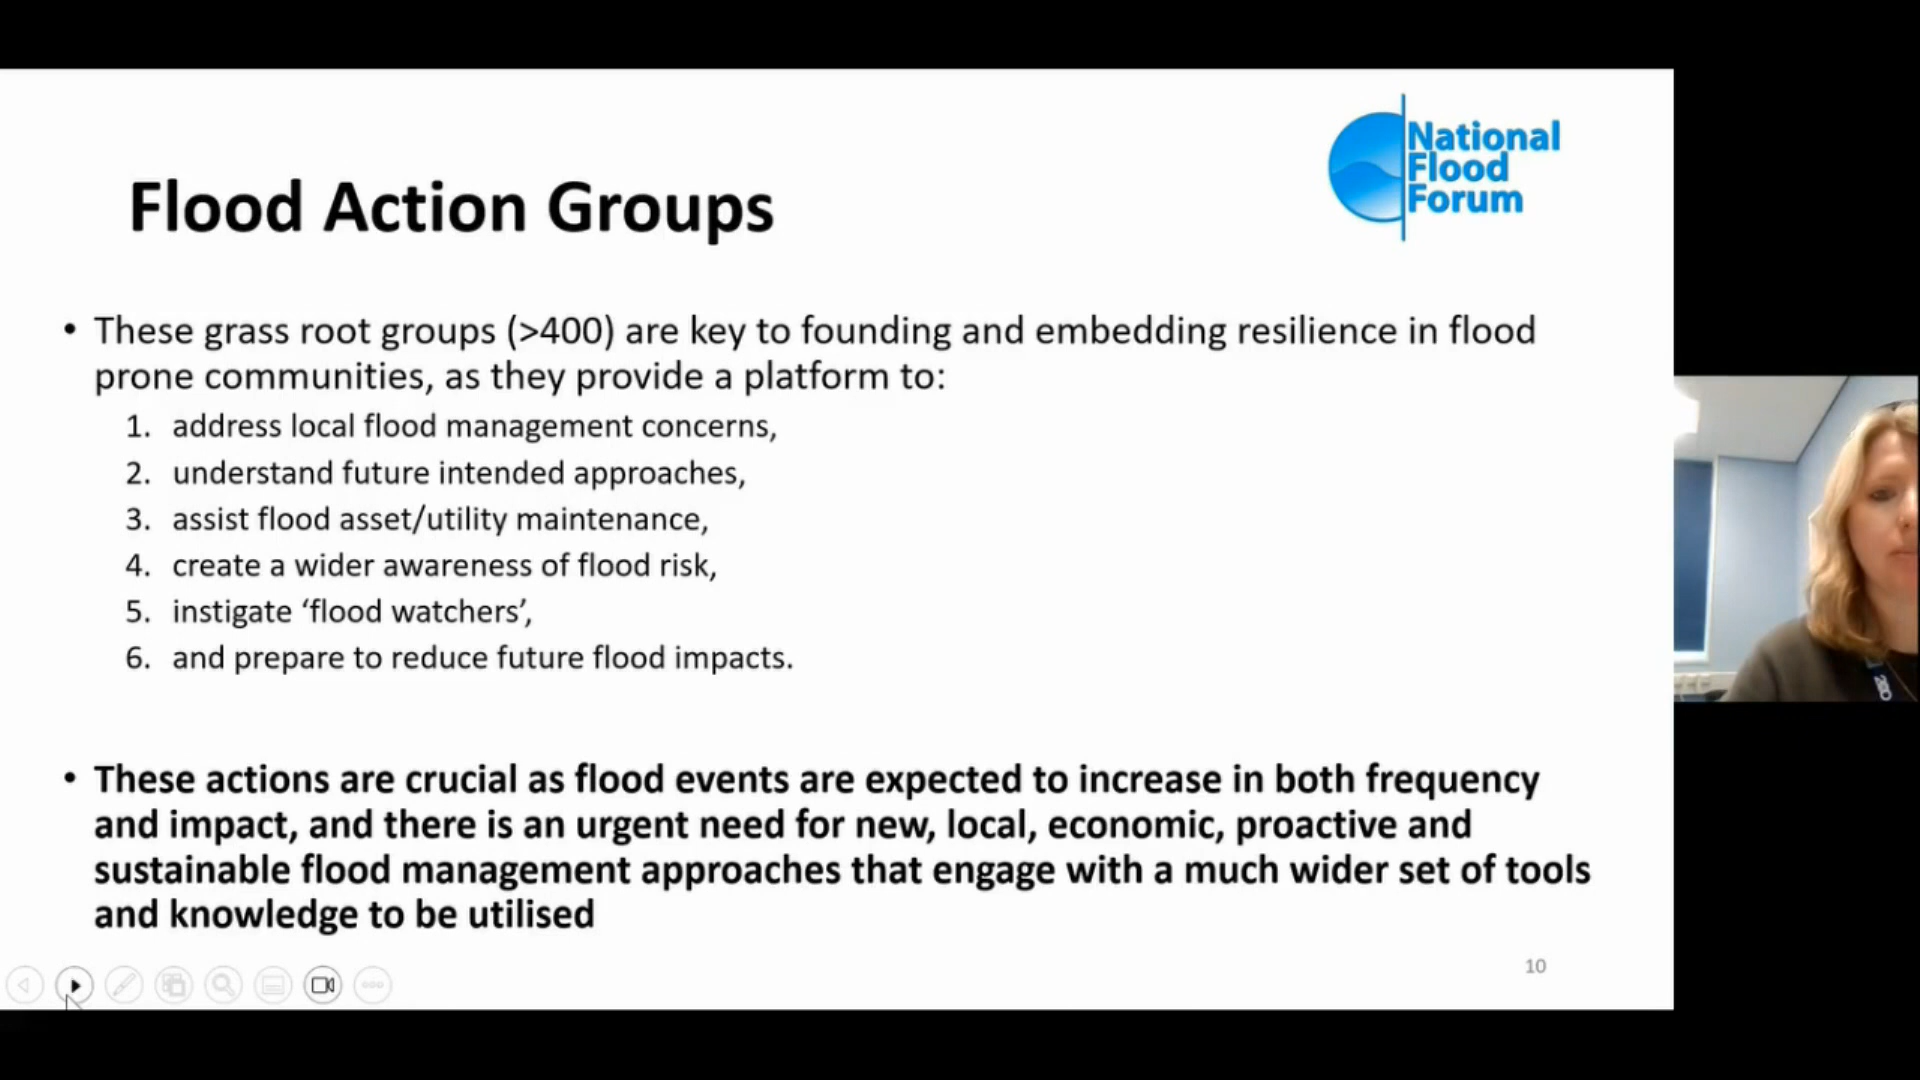 National
Flood
Forum
Flood Action Groups
• These grass root groups (>400) are key to founding and embedding resilience in flood
prone communities, as they provide a platform to:
1. address local flood management concerns,
2. understand future intended approaches,
3. assist flood asset/utility maintenance,
4. create a wider awareness of flood risk,
5. instigate ‘flood watchers’,
6. and prepare to reduce future flood impacts.
• These actions are crucial as flood events are expected to increase in both frequency
and impact, and there is an urgent need for new, local, economic, proactive and
sustainable flood management approaches that engage with a much wider set of tools
and knowledge to be utilised
10